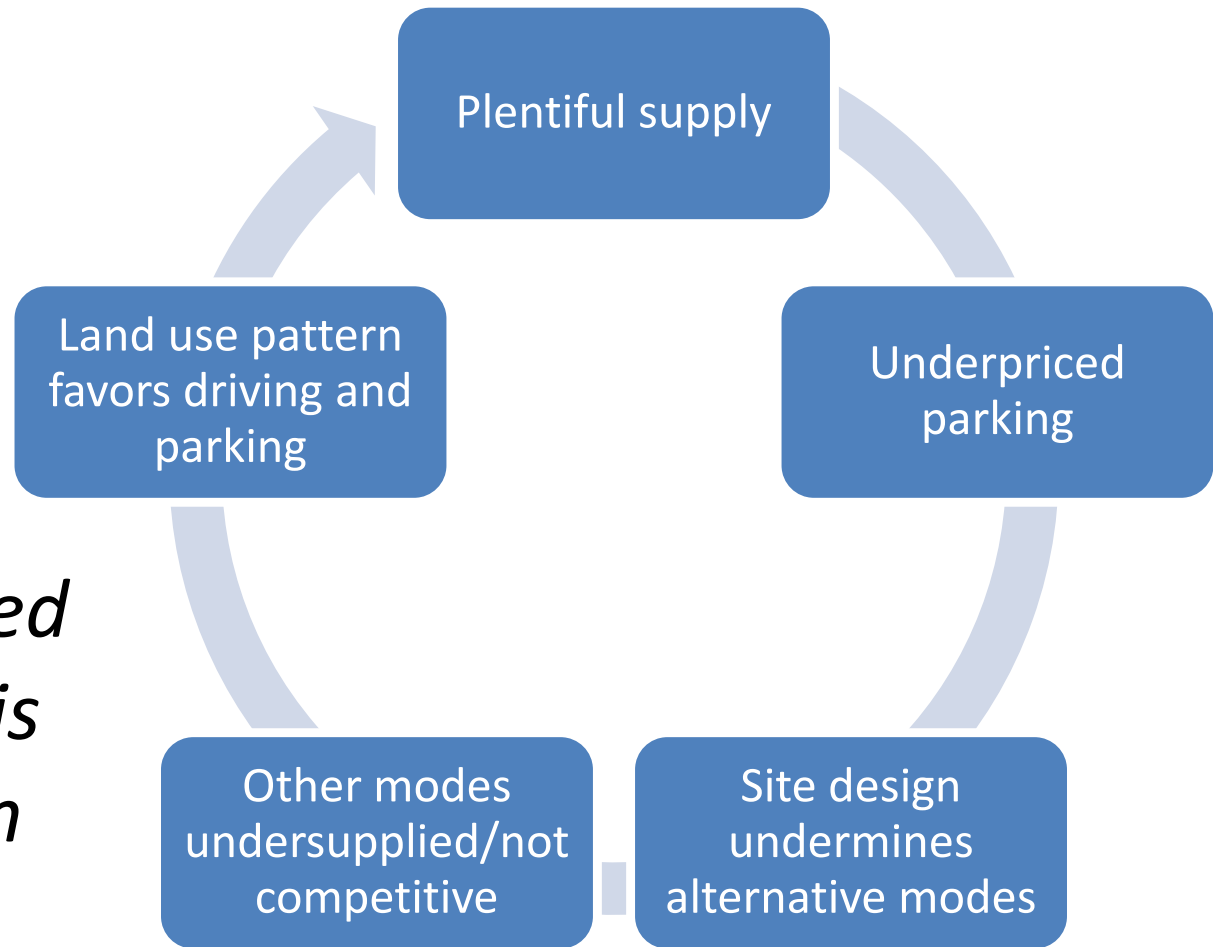 Plentiful supply
Underpriced
parking
Site design
undermines
alternative modes
Other modes
undersupplied/not
competitive
Land use pattern
favors driving and
parking
is